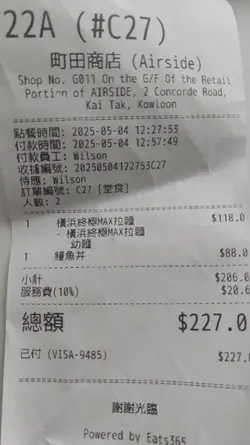 22A (#C27)
町田商店 (Airside)
Shop No. G011 On the G/F Of the Retail
Portion of AIRSIDE, 2 Concorde Road,
Kai Tak, Kowloon
點餐時間: 2025-05-04 12:27:53
付款時間: 2025-05-04 12:57:49
付款員工: Wilson
收據編號: 20250504122753C27
侍應: Wilson
訂單編號: C27 [堂食]
人數: 2
1 橫浜終極MAX拉麵 $118.0
- 橫浜終極MAX拉麵
幼麵
1 鰻魚丼 $88.0
小計 $206.0
服務費(10%) $20.6
總額 $227.0
已付 (VISA-9485) $227.
謝謝光臨
Powered by Eats365